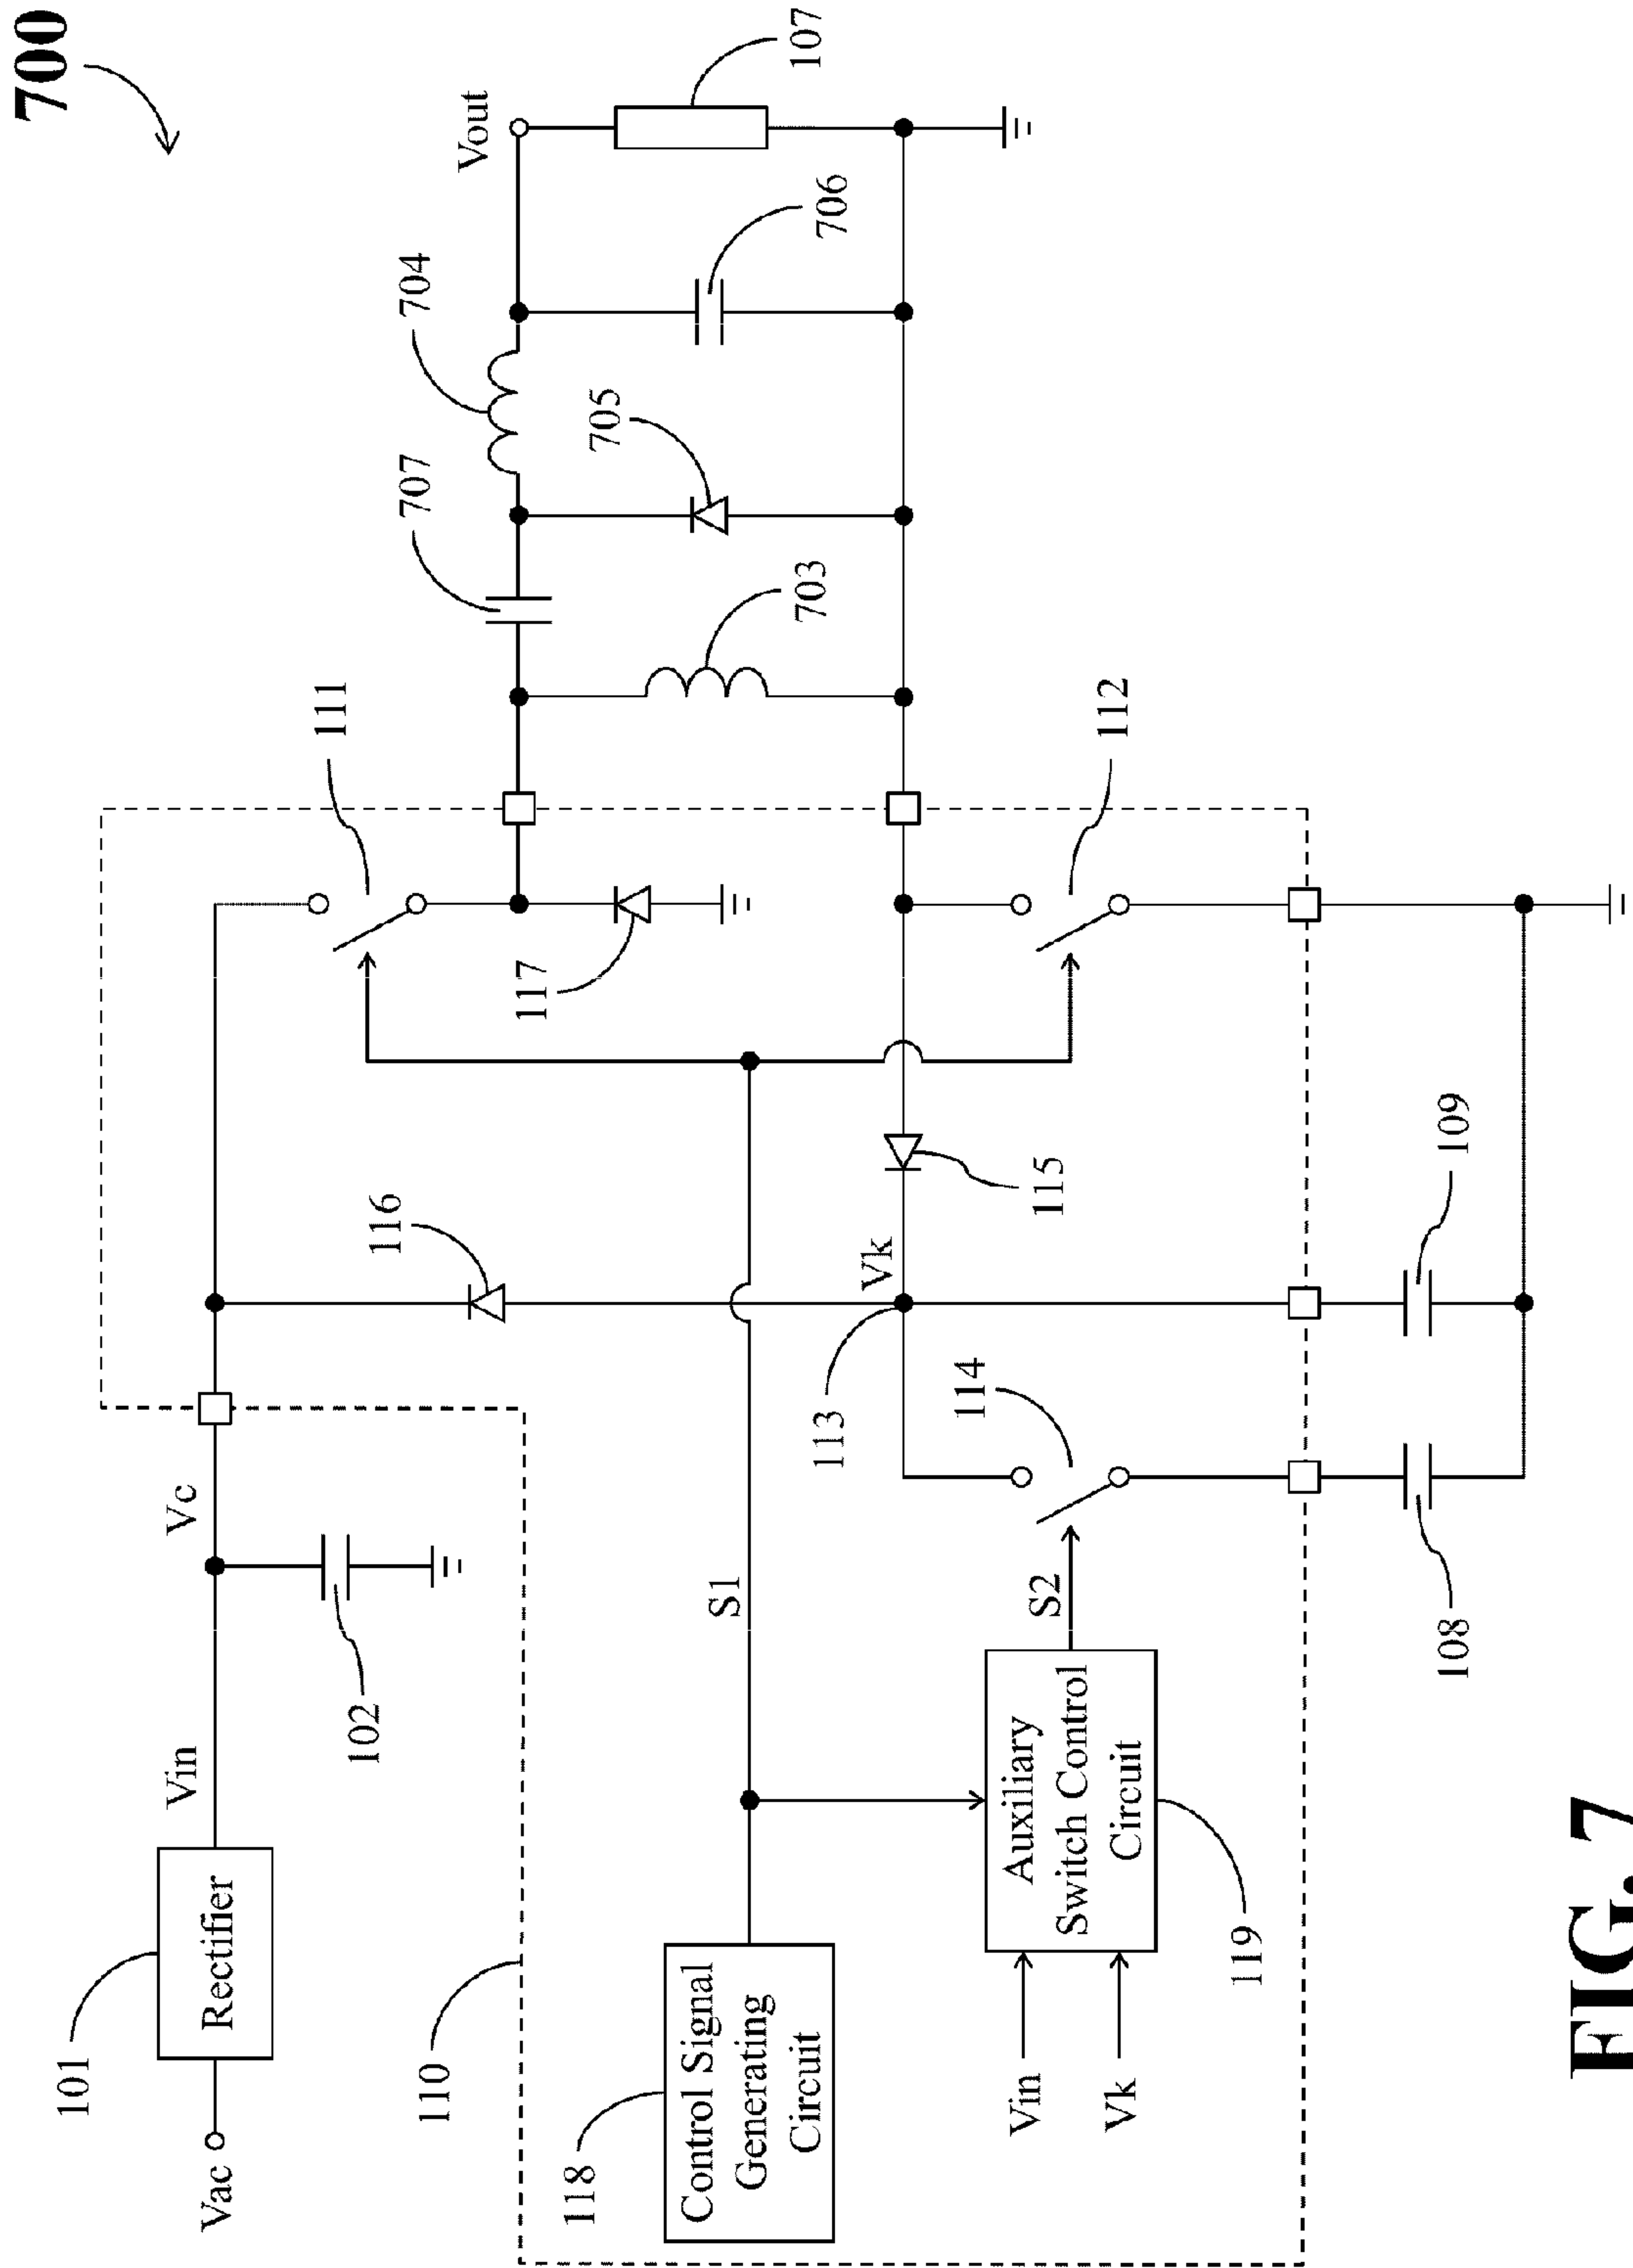 700
Vac
101
Rectifier
Vin
102
Vc
116
111
117
Vout
107
704
707
705
706
703
112
110
S1
118
Control Signal
Generating
Circuit
Vk
113
115
114
S2
Auxiliary
Switch Control
Circuit
119
Vin
Vk
108
109
FIG. 7